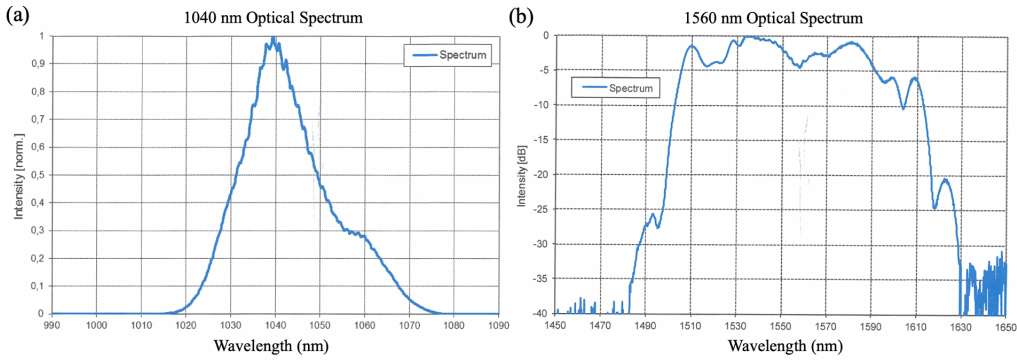 (a)
1040 nm Optical Spectrum
1
0,9
0,8
0,7
0,6
0,5
0,4
0,3
0,2
0,1
0
Intensity [norm.]
Spectrum
990 1000 1010 1020 1030 1040 1050 1060 1070 1080 1090
Wavelength (nm)
(b)
1560 nm Optical Spectrum
0
-5
-10
-15
-20
-25
-30
-35
-40
Intensity [dB]
Spectrum
1450 1470 1490 1510 1530 1550 1570 1590 1610 1630 1650
Wavelength (nm)